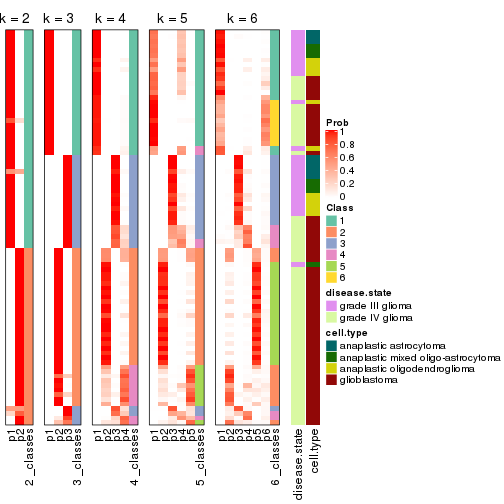 k = 2
k = 3
k = 4
k = 5
k = 6
Prob
1
0.8
0.6
0.4
0.2
0
Class
1
2
3
4
5
6
disease.state
grade III glioma
grade IV glioma
cell.type
anaplastic astrocytoma
anaplastic mixed oligo-astrocytoma
anaplastic oligodendroglioma
glioblastoma
p1
p2
2_classes
p1
p2
p3
3_classes
p1
p2
p3
p4
4_classes
p1
p2
p3
p4
p5
5_classes
p1
p2
p3
p4
p5
p6
6_classes
disease.state
cell.type